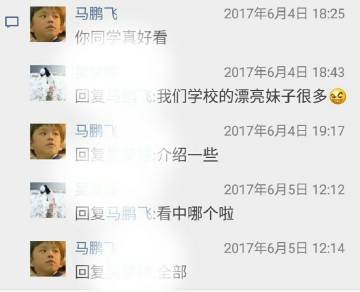 马鹏飞
2017年6月4日 18:25
你同学真好看
2017年6月4日 18:43
回复马鹏飞:我们学校的漂亮妹子很多
马鹏飞
2017年6月4日 19:17
回复 :介绍一些
2017年6月5日 12:12
回复马鹏飞:看中哪个啦
马鹏飞
2017年6月5日 12:14
回复 :全部